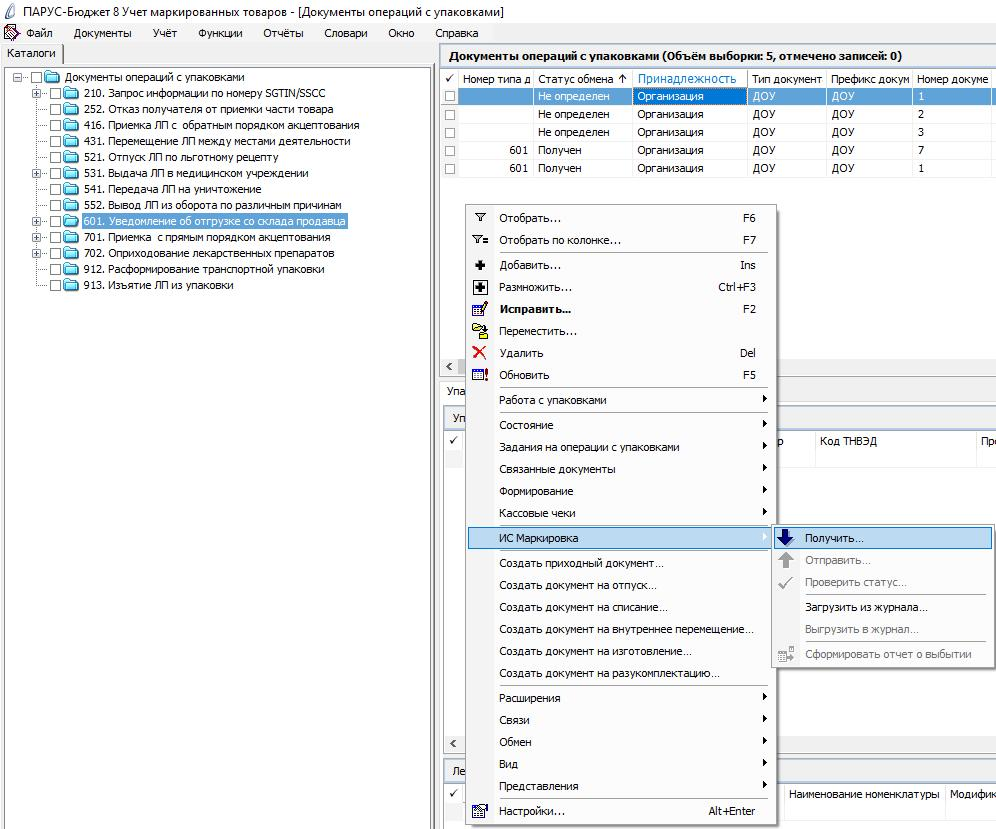 ПАРУС-Бюджет 8 Учет маркированных товаров - [Документы операций с упаковками]
Файл Документы Учёт Функции Отчёты Словари Окно Справка
Каталоги
Документы операций с упаковками
210. Запрос информации по номеру SGTIN/SSCC
252. Отказ получателя от приемки части товара
416. Приемка ЛП с обратным порядком акцептования
431. Перемещение ЛП между местами деятельности
521. Отпуск ЛП по льготному рецепту
531. Выдача ЛП в медицинском учреждении
541. Передача ЛП на уничтожение
552. Вывод ЛП из оборота по различным причинам
601. Уведомление об отгрузке со склада продавца
701. Приемка с прямым порядком акцептования
702. Оприходование лекарственных препаратов
912. Расформирование транспортной упаковки
913. Изъятие ЛП из упаковки
Документы операций с упаковками (Объём выборки: 5, отмечено записей: 0)
Номер типа д Статус обмена Принадлежность Тип документ Префикс докум Номер докуме
Не определен Организация ДОУ ДОУ 1
Не определен Организация ДОУ ДОУ 2
Не определен Организация ДОУ ДОУ 3
601 Получен Организация ДОУ ДОУ 7
601 Получен Организация ДОУ ДОУ 1
Отобрать... F6
Отобрать по колонке... F7
Добавить... Ins
Размножить... Ctrl+F3
Исправить... F2
Переместить...
Удалить Del
Обновить F5
Работа с упаковками
Состояние
Задания на операции с упаковками
Связанные документы
Формирование
Кассовые чеки
ИС Маркировка
Создать приходный документ...
Создать документ на отпуск...
Создать документ на списание...
Создать документ на внутреннее перемещение...
Создать документ на изготовление...
Создать документ на разукомплектацию...
Расширения
Связи
Обмен
Вид
Представления
Настройки... Alt+Enter
Получить...
Отправить...
Проверить статус...
Загрузить из журнала...
Выгрузить в журнал...
Сформировать отчет о выбытии
Упа
Уп
р Код ТНВЭД Пр
Ле
Наименование номенклатуры Модифик